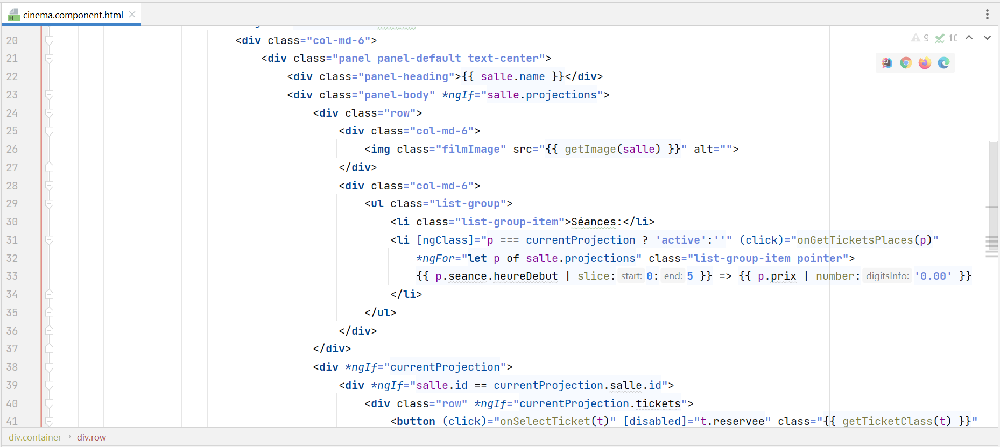 cinema.component.html
9 10
20 <div class="col-md-6">
21 <div class="panel panel-default text-center">
22 <div class="panel-heading">{{ salle.name }}</div>
23 <div class="panel-body" *ngIf="salle.projections">
24 <div class="row">
25 <div class="col-md-6">
26 <img class="filmImage" src="{{ getImage(salle) }}" alt="">
27 </div>
28 <div class="col-md-6">
29 <ul class="list-group">
30 <li class="list-group-item">Séances:</li>
31 <li [ngClass]="p === currentProjection ? 'active':''" (click)="onGetTicketsPlaces(p)"
32 *ngFor="let p of salle.projections" class="list-group-item pointer">
33 {{ p.seance.heureDebut | slice: start: 0: end: 5 }} => {{ p.prix | number: digitsInfo: '0.00' }}
34 </li>
35 </ul>
36 </div>
37 </div>
38 <div *ngIf="currentProjection">
39 <div *ngIf="salle.id == currentProjection.salle.id">
40 <div class="row" *ngIf="currentProjection.tickets">
41 <button (click)="onSelectTicket(t)" [disabled]="t.reservee" class="{{ getTicketClass(t) }}"
div.container › div.row